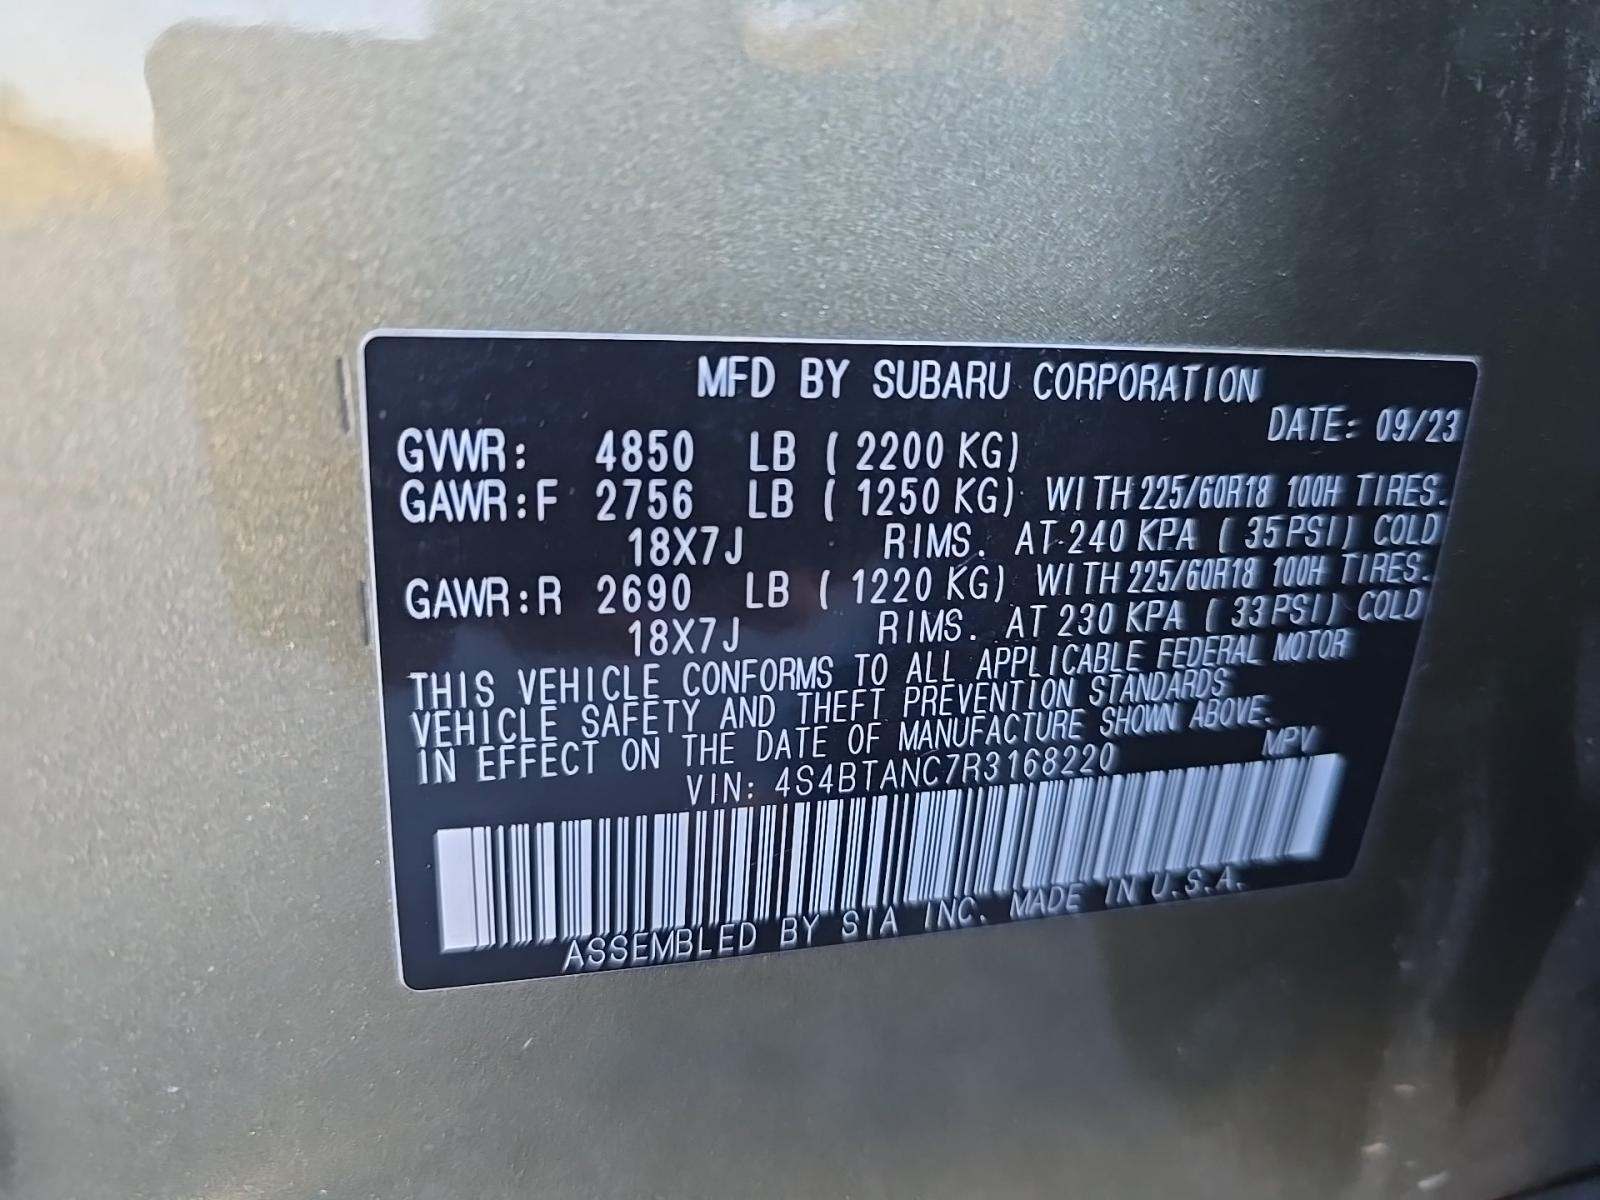 MFD BY SUBARU CORPORATION
DATE: 09/23
GVWR: 4850 LB ( 2200 KG)
GAWR:F 2756 LB ( 1250 KG) WITH 225/60R18 100H TIRES.
18X7J RIMS. AT 240 KPA ( 35 PSI) COLD
GAWR:R 2690 LB ( 1220 KG) WITH 225/60R18 100H TIRES.
18X7J RIMS. AT 230 KPA ( 33 PSI) COLD
THIS VEHICLE CONFORMS TO ALL APPLICABLE FEDERAL MOTOR
VEHICLE SAFETY AND THEFT PREVENTION STANDARDS
IN EFFECT ON THE DATE OF MANUFACTURE SHOWN ABOVE.
VIN: 4S4BTANC7R3168220 MPV
ASSEMBLED BY SIA INC. MADE IN U.S.A.